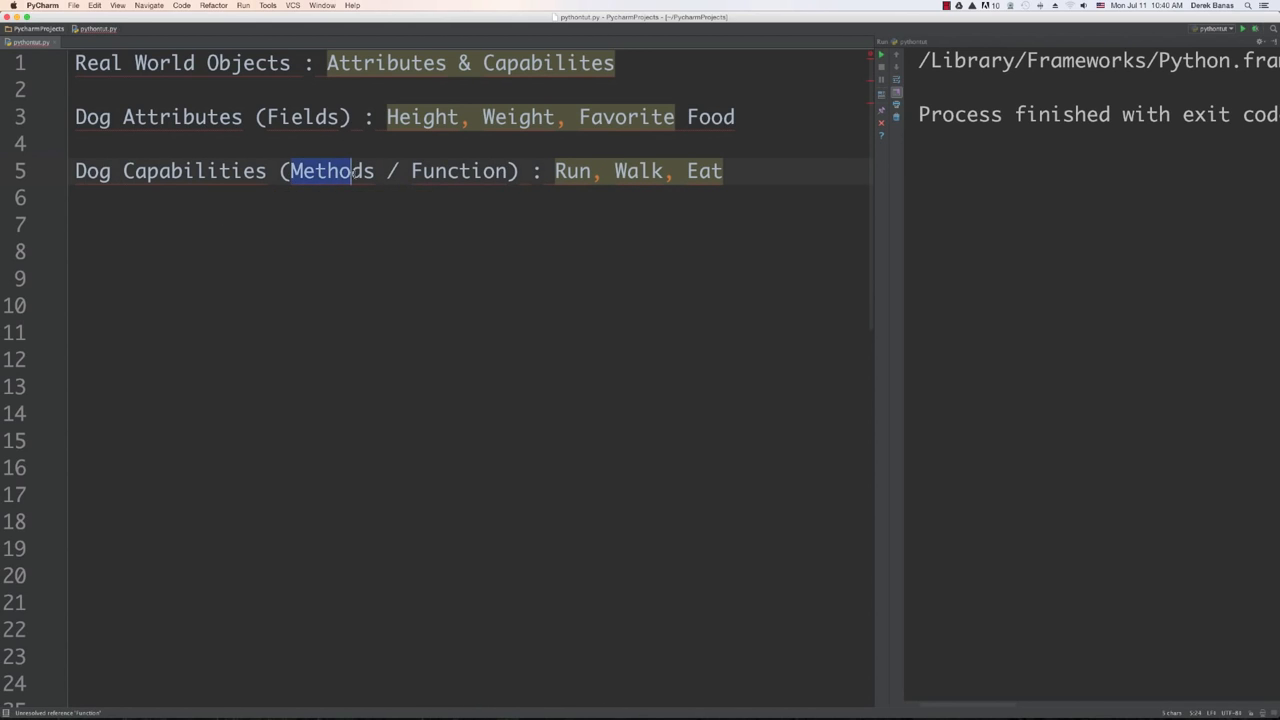 PyCharm File Edit View Navigate Code Refactor Run Tools VCS Window Help
10 Mon Jul 11 10:40 AM Derek Banas
pythontut.py - PycharmProjects - [~/PycharmProjects]
PycharmProjects pythontut.py
pythontut
pythontut.py
Run pythontut
1 Real World Objects : Attributes & Capabilites
2
3 Dog Attributes (Fields) : Height, Weight, Favorite Food
4
5 Dog Capabilities (Methods / Function) : Run, Walk, Eat
6
7
8
9
10
11
12
13
14
15
16
17
18
19
20
21
22
23
24
25
/Library/Frameworks/Python.fra
Process finished with exit cod
Unresolved reference 'Function'
5 chars 5:24 LF UTF-8